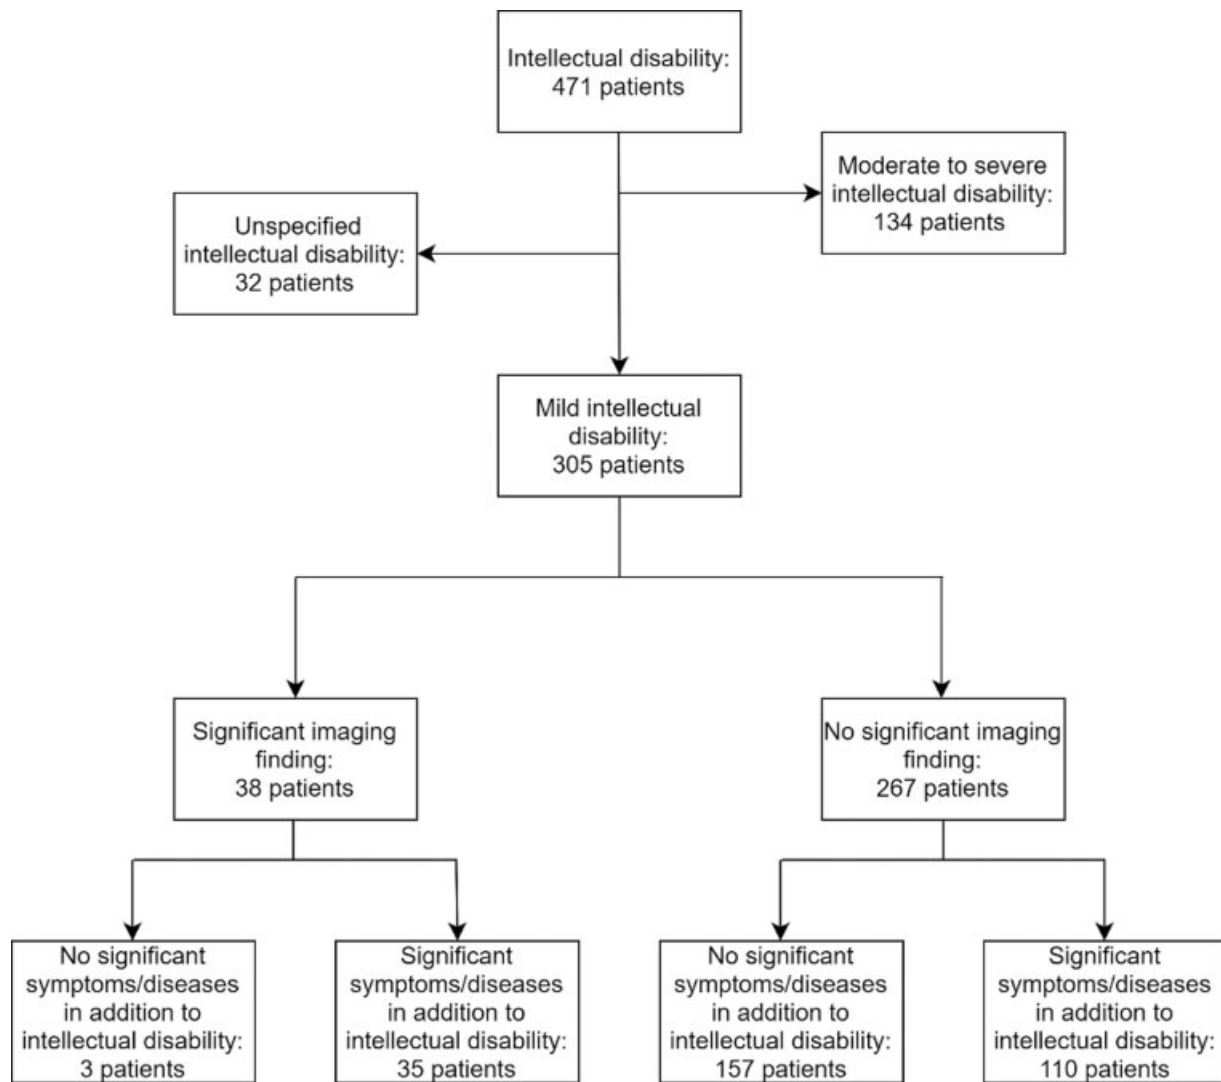 Intellectual disability:
471 patients
Moderate to severe
intellectual disability:
134 patients
Unspecified
intellectual disability:
32 patients
Mild intellectual
disability:
305 patients
Significant imaging
finding:
38 patients
No significant imaging
finding:
267 patients
No significant
symptoms/diseases
in addition to
intellectual disability:
3 patients
Significant
symptoms/diseases
in addition to
intellectual disability:
35 patients
No significant
symptoms/diseases
in addition to
intellectual disability:
157 patients
Significant
symptoms/diseases
in addition to
intellectual disability:
110 patients